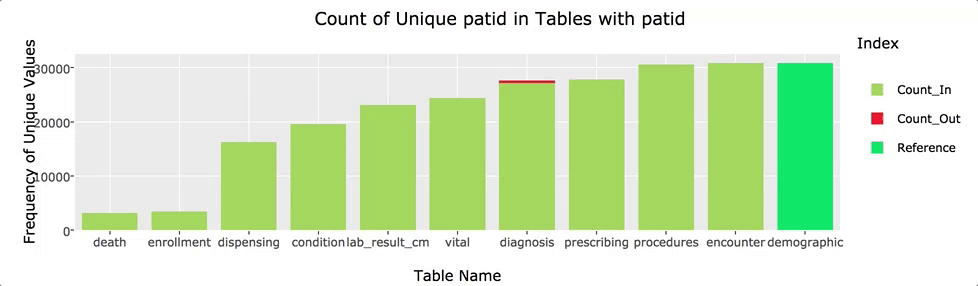 Count of Unique patid in Tables with patid
Index
Count_In
Count_Out
Reference
Frequency of Unique Values
30000
20000
10000
0
death enrollment dispensing condition lab_result_cm vital diagnosis prescribing procedures encounter demographic
Table Name